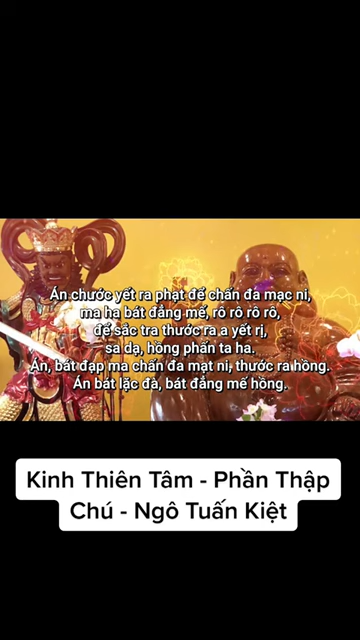 Án chước yết ra phạt để chấn đa mạc ni,
ma hạ bát đẳng mế, rô rô rô rô,
để sắc tra thước ra a yết rị,
sa dạ, hồng phấn ta ha.
Án, bát đạp ma chấn đa mạt ni, thước ra hồng.
Án bát lặc đà, bát đẳng mế hồng.
Kinh Thiên Tâm - Phần Thập
Chú - Ngô Tuấn Kiệt